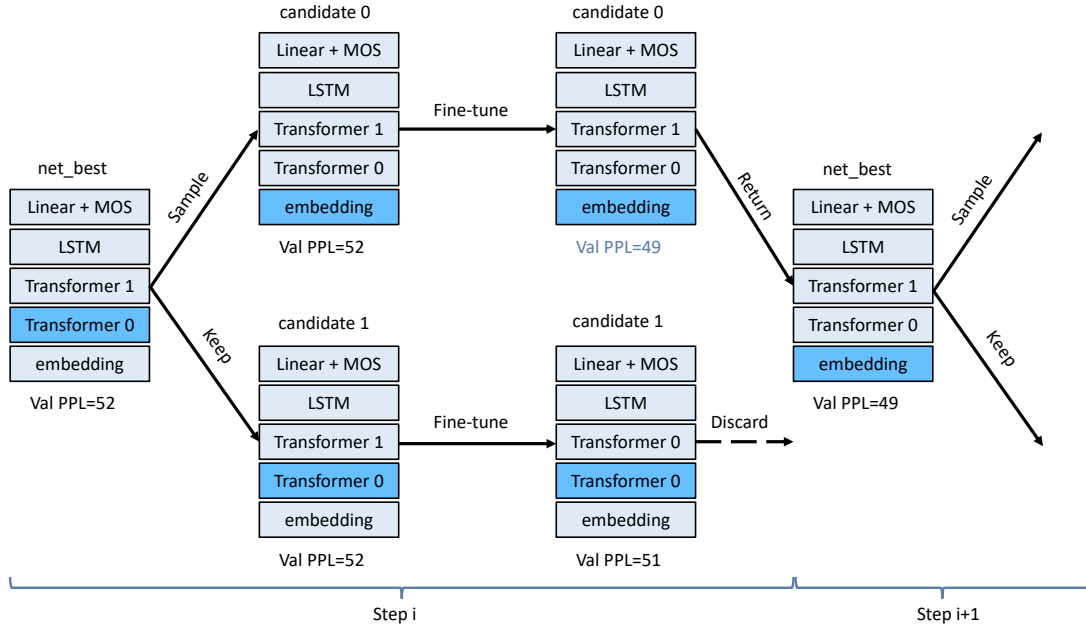 net_best
Linear + MOS
LSTM
Transformer 1
Transformer 0
embedding
Val PPL=52
Sample
Keep
candidate 0
Linear + MOS
LSTM
Transformer 1
Transformer 0
embedding
Val PPL=52
Fine-tune
candidate 0
Linear + MOS
LSTM
Transformer 1
Transformer 0
embedding
Val PPL=49
Return
candidate 1
Linear + MOS
LSTM
Transformer 1
Transformer 0
embedding
Val PPL=52
Fine-tune
candidate 1
Linear + MOS
LSTM
Transformer 0
Transformer 0
embedding
Val PPL=51
Discard
net_best
Linear + MOS
LSTM
Transformer 1
Transformer 0
embedding
Val PPL=49
Sample
Keep
Step i
Step i+1